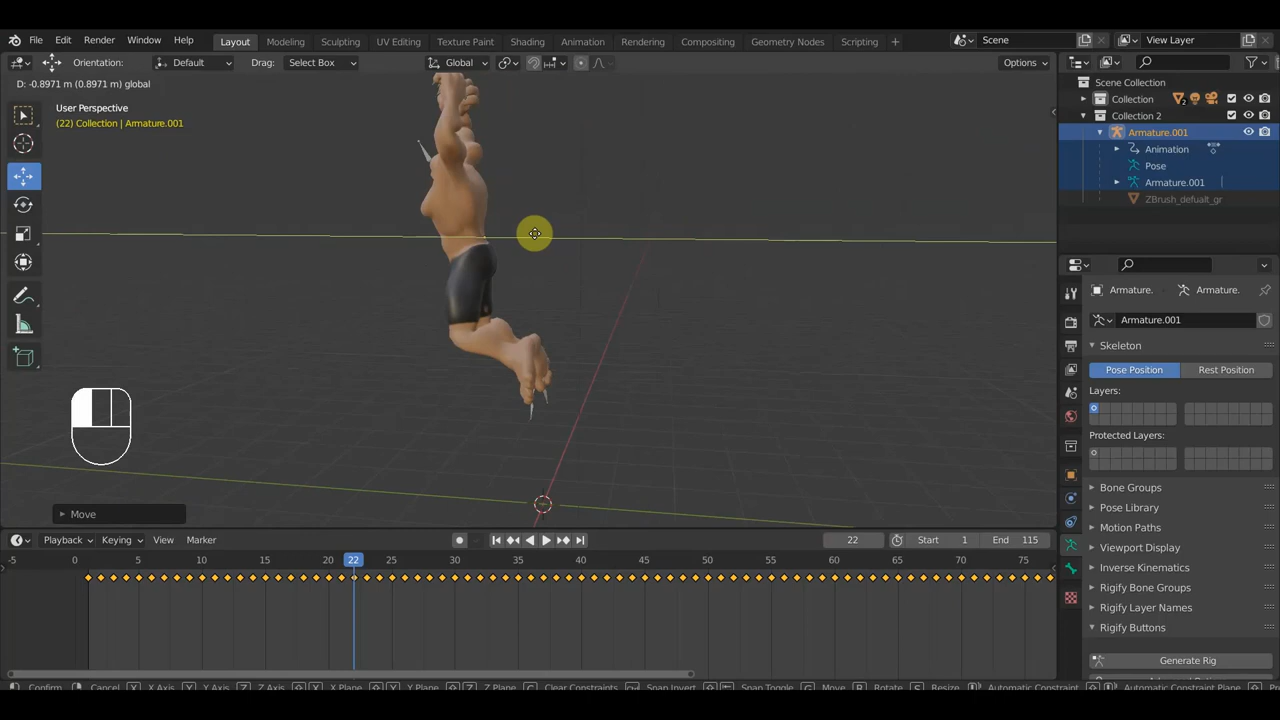 File Edit Render Window Help
Layout Modeling Sculpting UV Editing Texture Paint Shading Animation Rendering Compositing Geometry Nodes Scripting +
Scene View Layer
Orientation: Default Drag: Select Box Global Options
D: -0.8971 m (0.8971 m) global
User Perspective
(22) Collection | Armature.001
Move
Scene Collection
Collection 2
Collection 2
Armature.001
Animation
Pose
Armature.001
ZBrush_defualt_gr
Armature. Armature.
Armature.001
Skeleton
Pose Position Rest Position
Layers:
Protected Layers:
Bone Groups
Pose Library
Motion Paths
Viewport Display
Inverse Kinematics
Rigify Bone Groups
Rigify Layer Names
Rigify Buttons
Generate Rig
Playback Keying View Marker 22 Start 1 End 115
-5 0 5 10 15 20 22 25 30 35 40 45 50 55 60 65 70 75
Confirm Cancel X X Axis Y Y Axis Z Z Axis X X Plane Y Y Plane Z Z Plane C Clear Constraints Snap Invert Snap Toggle G Move R Rotate S Resize Automatic Constraint Automatic Constraint Plane